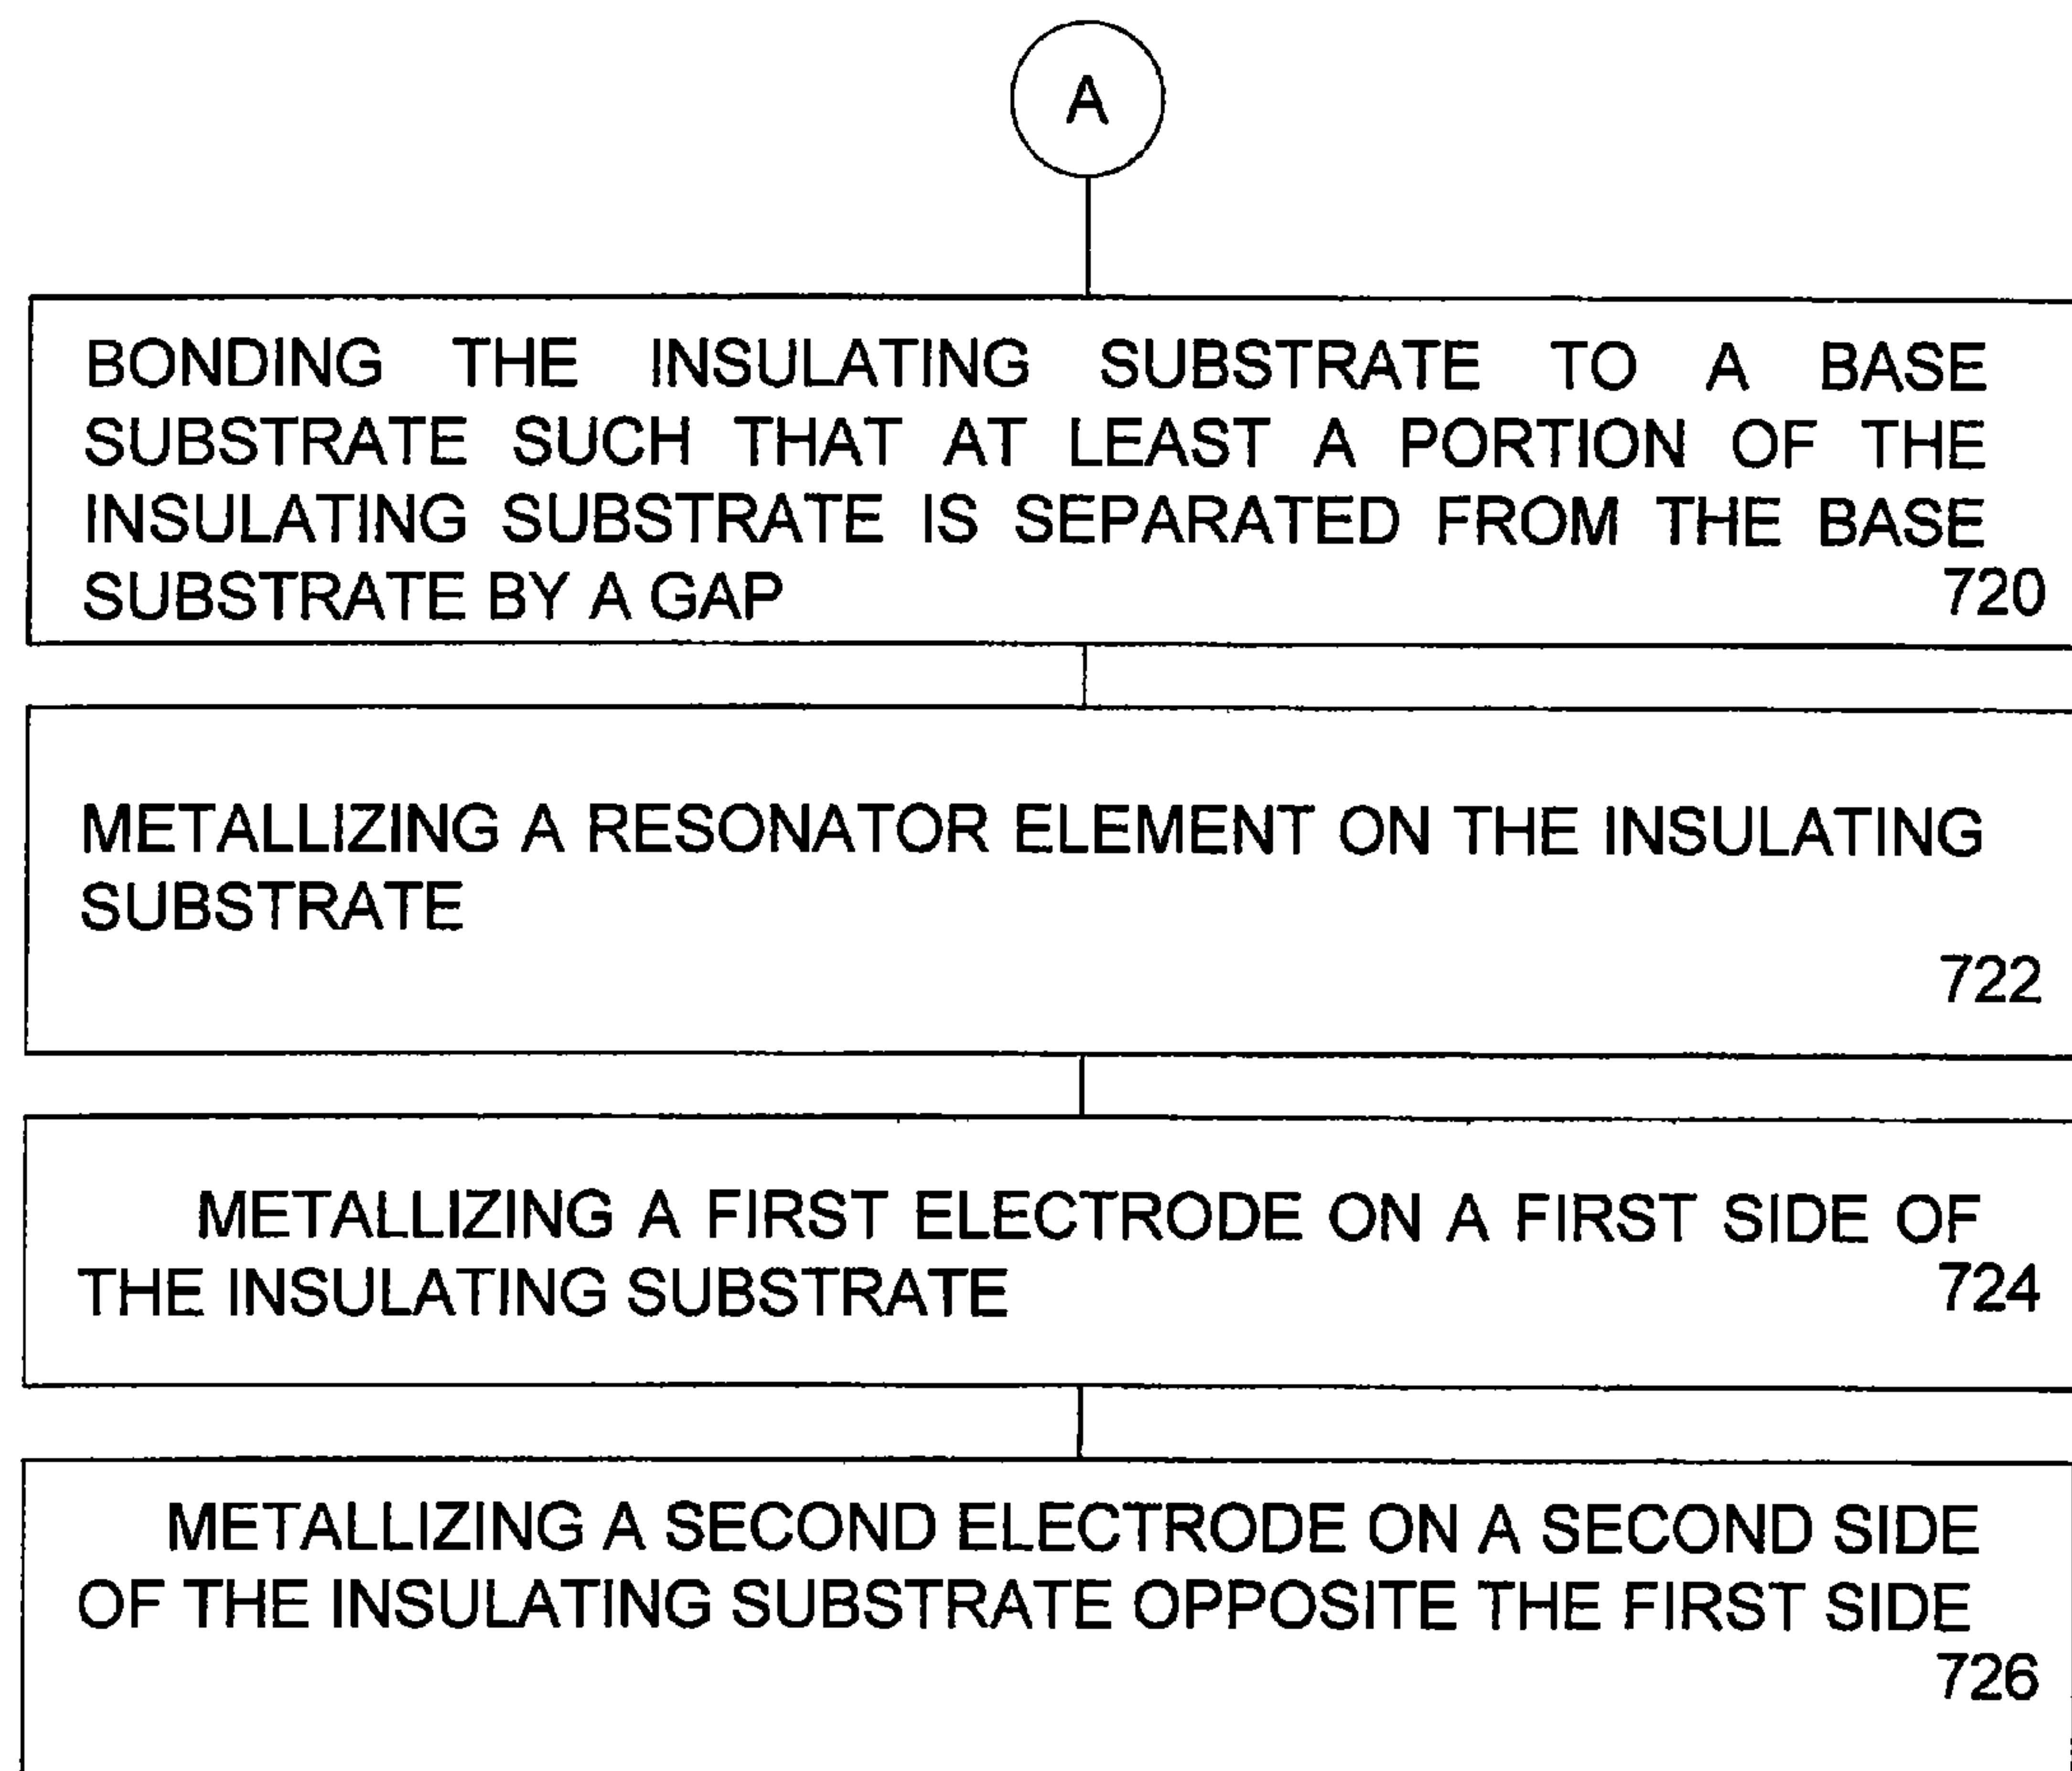 A
BONDING THE INSULATING SUBSTRATE TO A BASE
SUBSTRATE SUCH THAT AT LEAST A PORTION OF THE
INSULATING SUBSTRATE IS SEPARATED FROM THE BASE
SUBSTRATE BY A GAP 720
METALLIZING A RESONATOR ELEMENT ON THE INSULATING
SUBSTRATE
722
METALLIZING A FIRST ELECTRODE ON A FIRST SIDE OF
THE INSULATING SUBSTRATE 724
METALLIZING A SECOND ELECTRODE ON A SECOND SIDE
OF THE INSULATING SUBSTRATE OPPOSITE THE FIRST SIDE
726